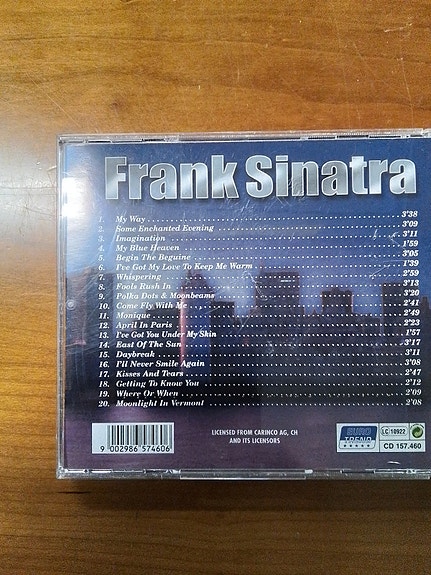 Frank Sinatra
1. My Way 3'38
2. Some Enchanted Evening 3'09
3. Imagination 3'11
4. My Blue Heaven 1'59
5. Begin The Beguine 3'05
6. I've Got My Love To Keep Me Warm 1'39
7. Whispering 2'59
8. Fools Rush In 3'13
9. Polka Dots & Moonbeams 3'20
10. Come Fly With Me 2'41
11. Monique 2'49
12. April In Paris 2'23
13. I've Got You Under My Skin 1'57
14. East Of The Sun 3'17
15. Daybreak 3'11
16. I'll Never Smile Again 3'08
17. Kisses And Tears 2'47
18. Getting To Know You 2'12
19. Where Or When 2'09
20. Moonlight In Vermont 2'08
9 002986 574606
LICENSED FROM CARINCO AG, CH
AND ITS LICENSORS
EURO
TREND
LC 10922
CD 157.460